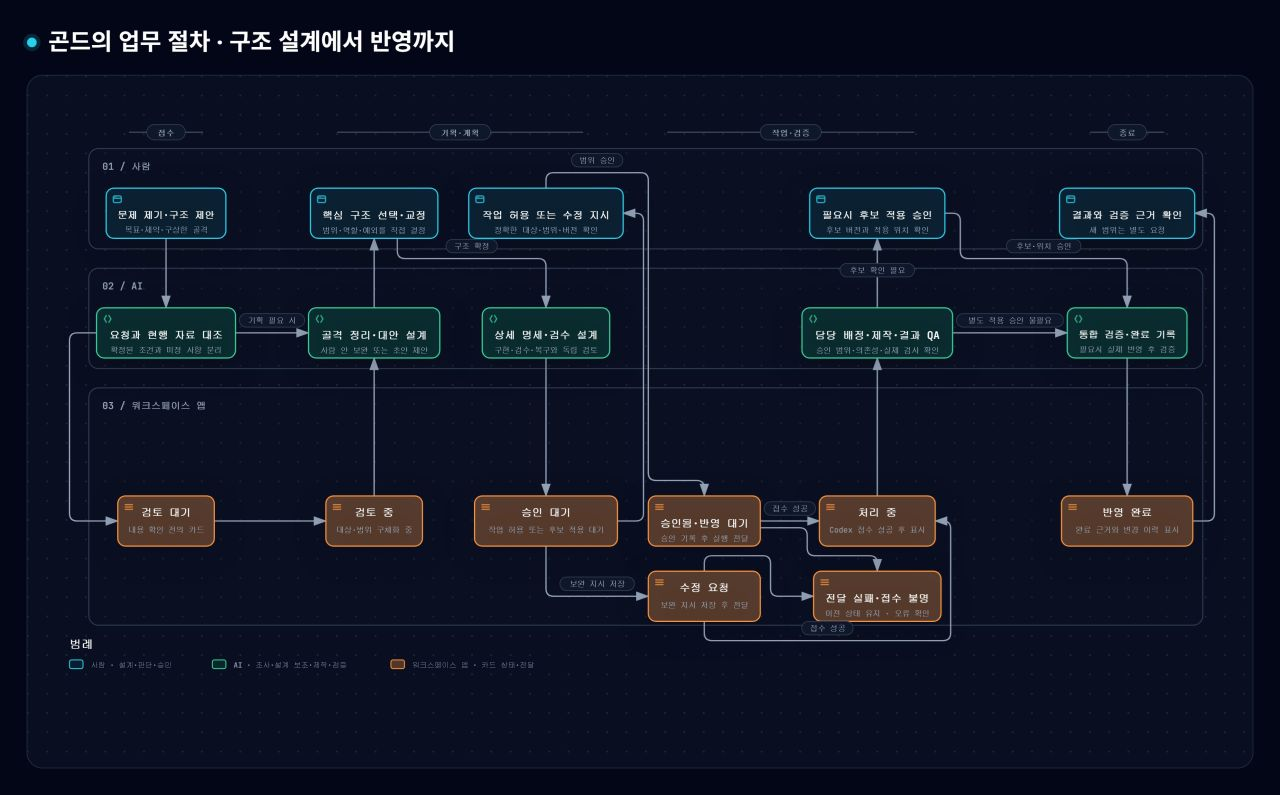 곤드의 업무 절차 · 구조 설계에서 반영까지
접수
기획·계획
작업·검증
종료
01 / 사람
범위 승인
문제 제기·구조 제안
목표·제약·구상한 골격
핵심 구조 선택·교정
범위·역할·예외를 직접 결정
작업 허용 또는 수정 지시
정확한 대상·범위·버전 확인
필요시 후보 적용 승인
후보 버전과 적용 위치 확인
결과와 검증 근거 확인
새 범위는 별도 요청
구조 확정
후보·위치 승인
02 / AI
후보 확인 필요
요청과 현행 자료 대조
확정된 조건과 미정 사항 분리
기획 필요 시
골격 정리·대안 설계
사람 안 보완 또는 초안 제안
상세 명세·검수 설계
구현·검수·복구와 독립 검토
담당 배정·제작·결과 QA
승인 범위·의존성·실제 검사 확인
별도 적용 승인 불필요
통합 검증·완료 기록
필요시 실제 반영 후 검증
03 / 워크스페이스 앱
검토 대기
내용 확인 전의 카드
검토 중
대상·범위 구체화 중
승인 대기
작업 허용 또는 후보 적용 대기
승인됨·반영 대기
승인 기록 후 실행 전달
접수 성공
처리 중
Codex 접수 성공 후 표시
반영 완료
완료 근거와 변경 이력 표시
보완 지시 저장
수정 요청
보완 지시 저장 후 전달
전달 실패·접수 불명
이전 상태 유지 · 오류 확인
접수 성공
범례
사람 · 설계·판단·승인
AI · 조사·설계 보조·제작·검증
워크스페이스 앱 · 카드 상태·전달